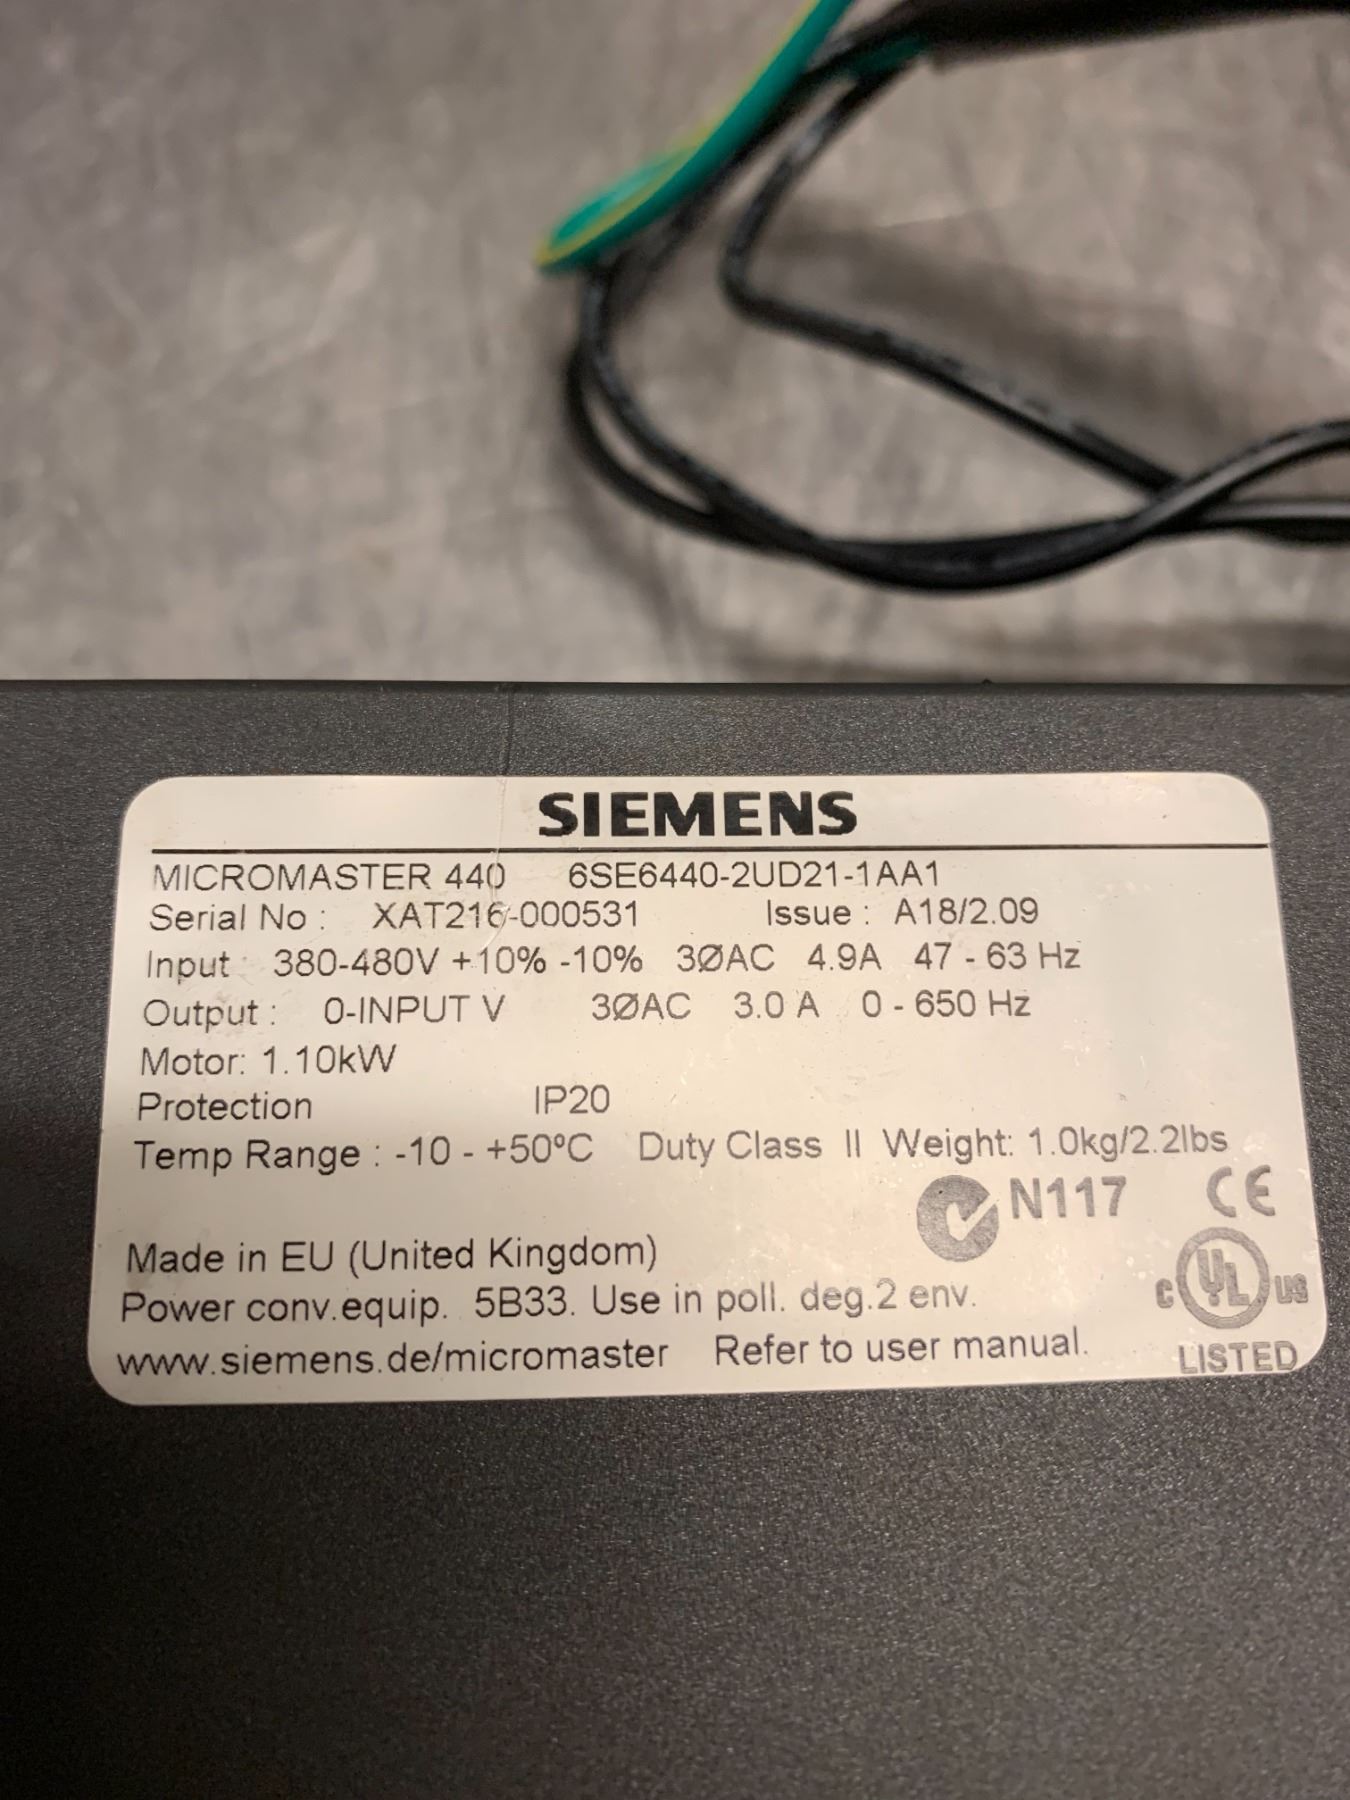 SIEMENS
MICROMASTER 440 6SE6440-2UD21-1AA1
Serial No : XAT216-000531 Issue : A18/2.09
Input : 380-480V +10% -10% 3ØAC 4.9A 47 - 63 Hz
Output : 0-INPUT V 3ØAC 3.0 A 0 - 650 Hz
Motor: 1.10kW
Protection IP20
Temp Range : -10 - +50ºC Duty Class II Weight: 1.0kg/2.2lbs
N117 CE
Made in EU (United Kingdom)
C UL US
Power conv.equip. 5B33. Use in poll. deg.2 env.
www.siemens.de/micromaster Refer to user manual.
LISTED